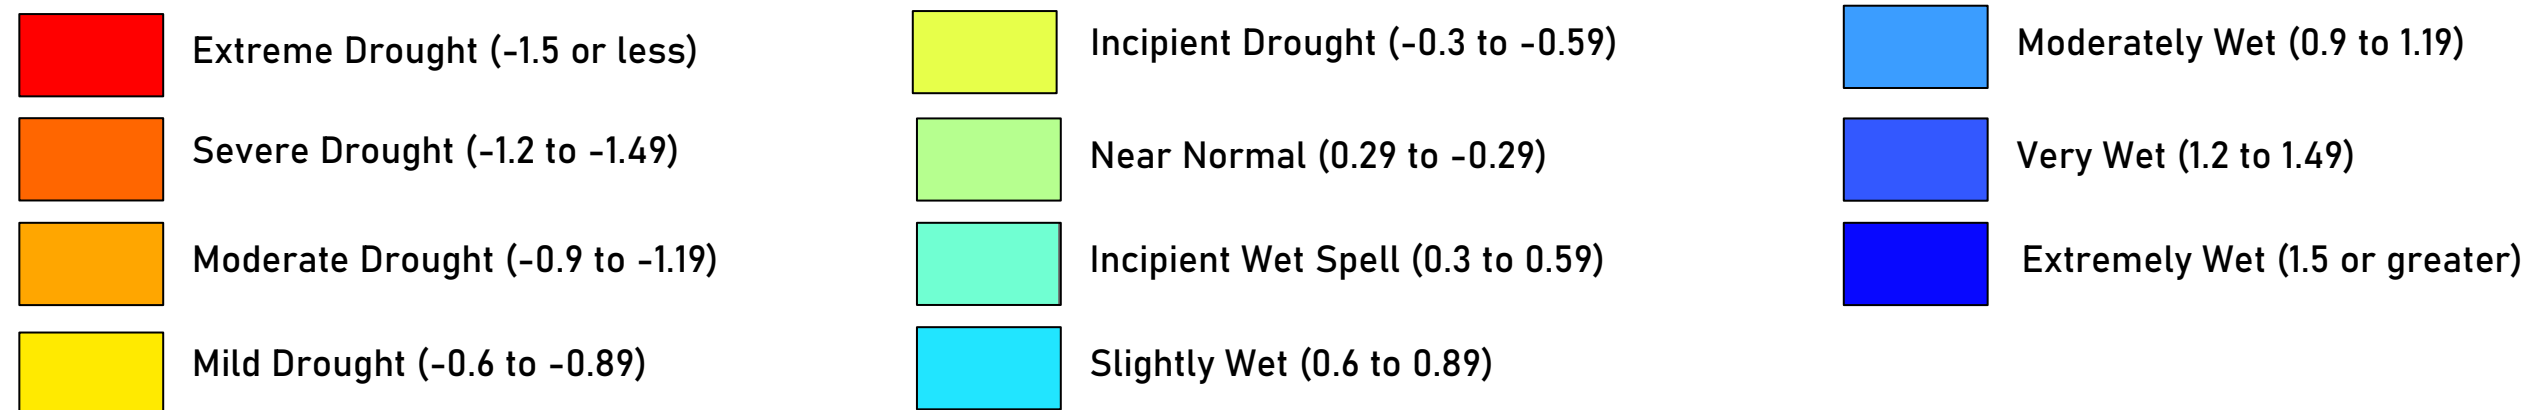 Extreme Drought (-1.5 or less)
Severe Drought (-1.2 to -1.49)
Moderate Drought (-0.9 to -1.19)
Mild Drought (-0.6 to -0.89)
Incipient Drought (-0.3 to -0.59)
Near Normal (0.29 to -0.29)
Incipient Wet Spell (0.3 to 0.59)
Slightly Wet (0.6 to 0.89)
Moderately Wet (0.9 to 1.19)
Very Wet (1.2 to 1.49)
Extremely Wet (1.5 or greater)